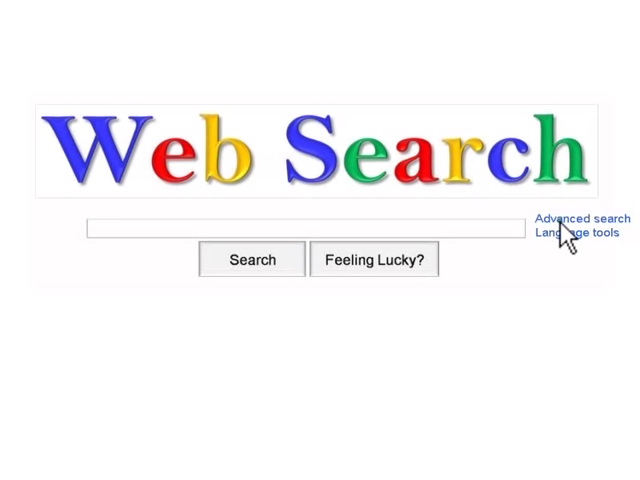 Web Search
Advanced search
Language tools
Search
Feeling Lucky?